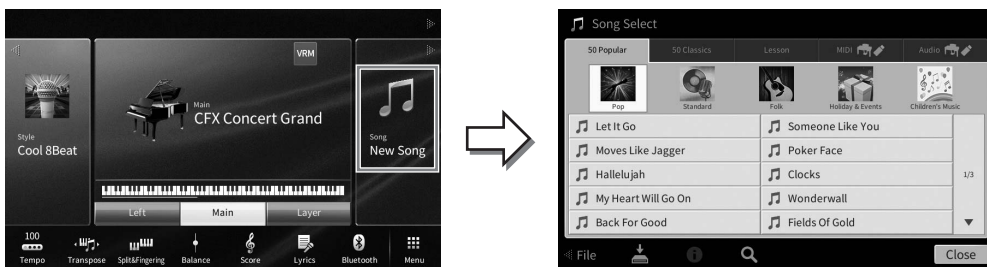 VRM
Main
CFX Concert Grand
Style
Cool 8Beat
Song
New Song
Left Main Layer
100
Tempo Transpose Split&Fingering Balance Score Lyrics Bluetooth Menu
Song Select
50 Popular 50 Classics Lesson MIDI Audio
Pop Standard Folk Holiday & Events Children's Music
Let It Go Someone Like You
Moves Like Jagger Poker Face
Hallelujah Clocks 1/3
My Heart Will Go On Wonderwall
Back For Good Fields Of Gold
File Close